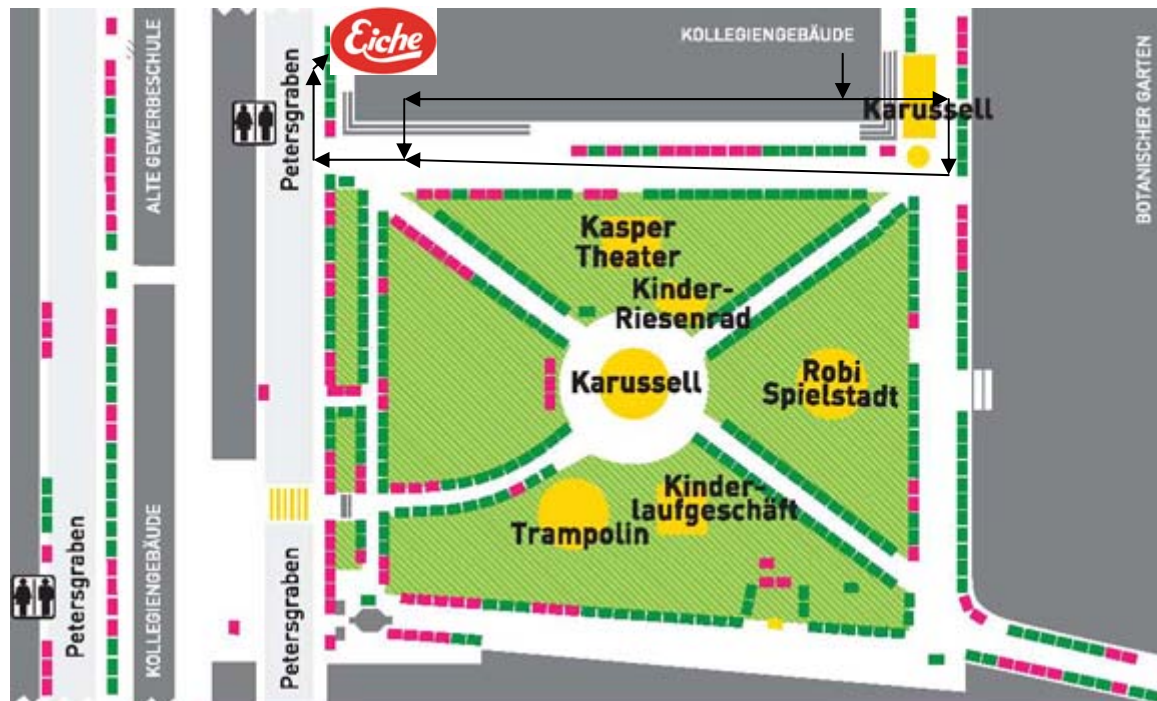 ALTE GEWERBESCHULE
Petersgraben
Eiche
KOLLEGIENGEBÄUDE
Karussell
BOTANISCHER GARTEN
Kasper
Theater
Kinder-
Riesenrad
Karussell
Robi
Spielstadt
Kinder-
laufgeschäft
Trampolin
Petersgraben
KOLLEGIENGEBÄUDE
Petersgraben